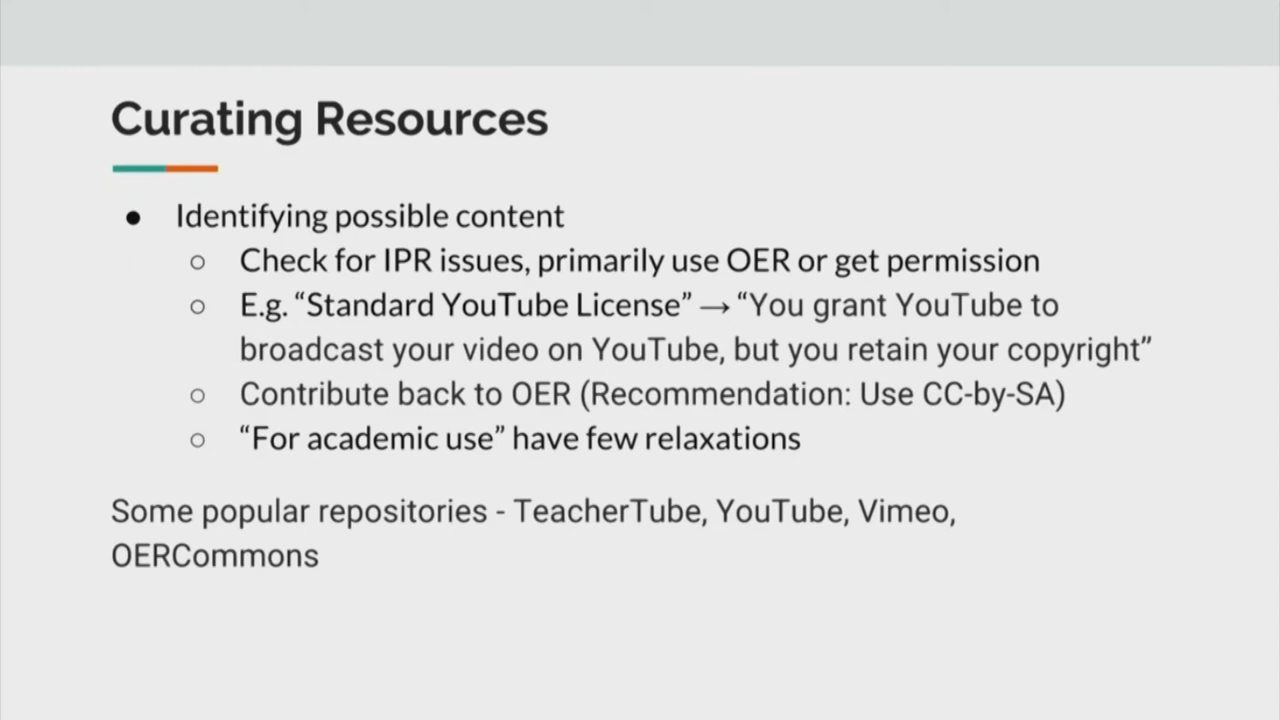 Curating Resources
● Identifying possible content
○ Check for IPR issues, primarily use OER or get permission
○ E.g. “Standard YouTube License” → “You grant YouTube to
broadcast your video on YouTube, but you retain your copyright”
○ Contribute back to OER (Recommendation: Use CC-by-SA)
○ “For academic use” have few relaxations
Some popular repositories - TeacherTube, YouTube, Vimeo,
OERCommons